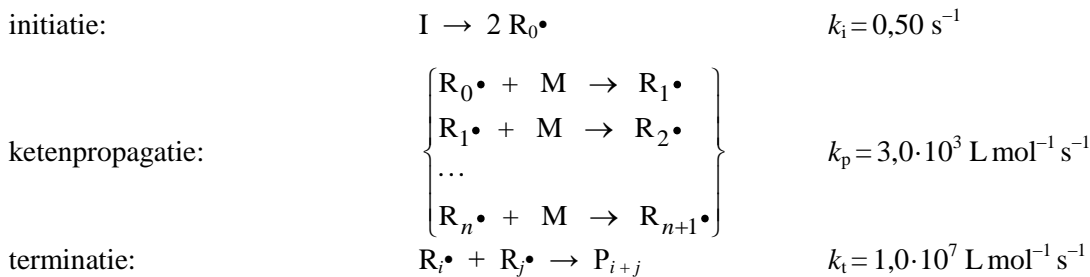 initiatie: I → 2 R₀• kᵢ = 0,50 s⁻¹
R₀• + M → R₁•
R₁• + M → R₂•
ketenpropagatie: ⋯ kₚ = 3,0·10³ L mol⁻¹ s⁻¹
Rₙ• + M → Rₙ₊₁•
terminatie: Rᵢ• + Rⱼ• → Pᵢ₊ⱼ kₜ = 1,0·10⁷ L mol⁻¹ s⁻¹